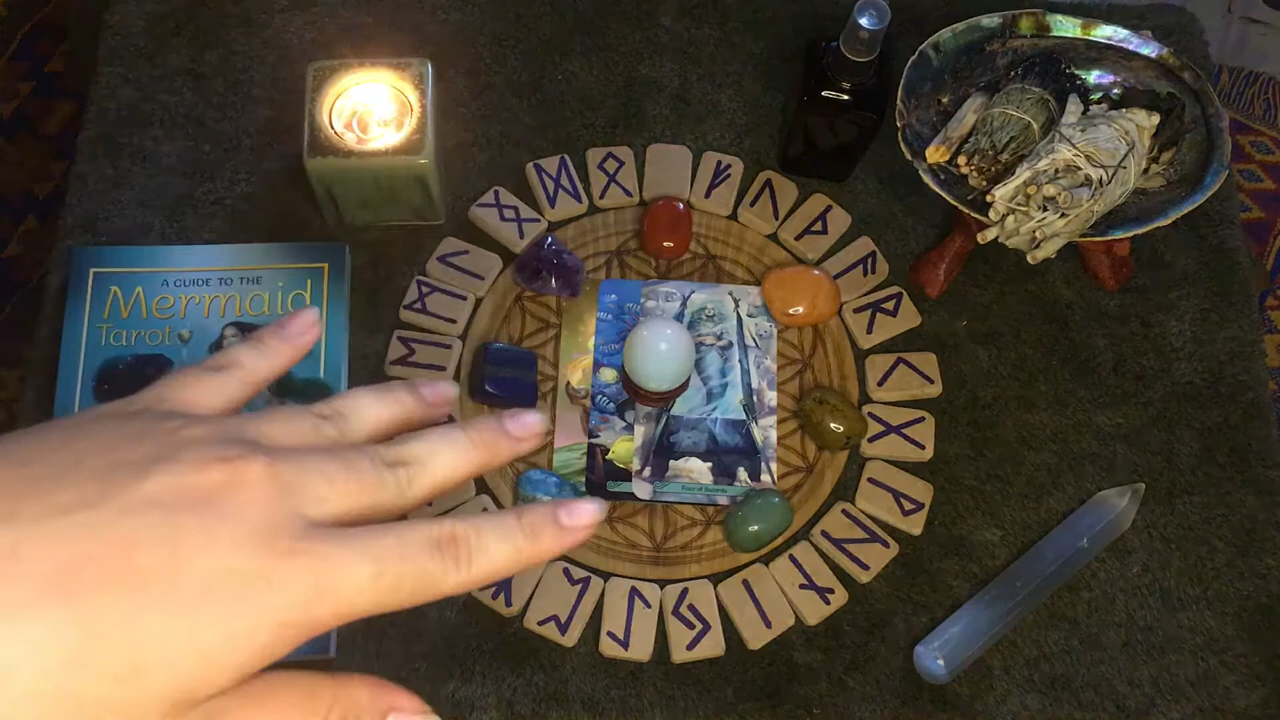 A GUIDE TO THE
Mermaid
Tarot
Four of Swords
ᚠ
ᚢ
ᚦ
ᚨ
ᚱ
ᚲ
ᚷ
ᚹ
ᚺ
ᚾ
ᛁ
ᛃ
ᛇ
ᛈ
ᛖ
ᛗ
ᛚ
ᛝ
ᛞ
ᛟ